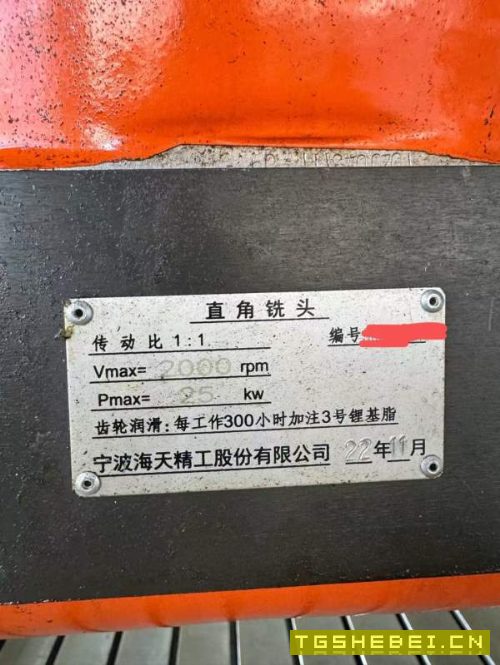 直角铣头
传动比 1:1 编号
Vmax= 2000 rpm
Pmax= 25 kw
齿轮润滑:每工作300小时加注3号锂基脂
宁波海天精工股份有限公司 22年11月
TGSHEBEI.CN